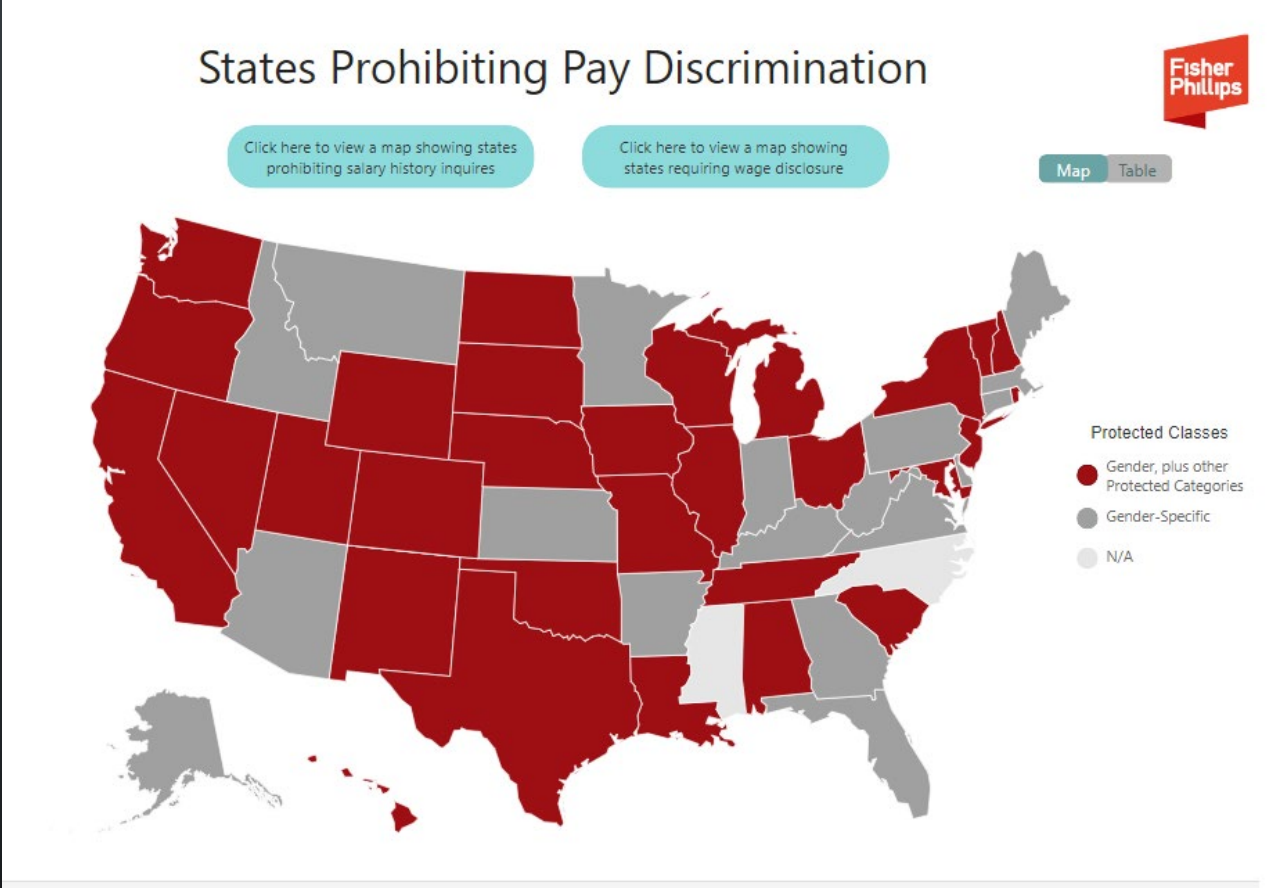 States Prohibiting Pay Discrimination
Fisher
Phillips
Click here to view a map showing states
prohibiting salary history inquires
Click here to view a map showing
states requiring wage disclosure
Map
Table
Protected Classes
Gender, plus other
Protected Categories
Gender-Specific
N/A